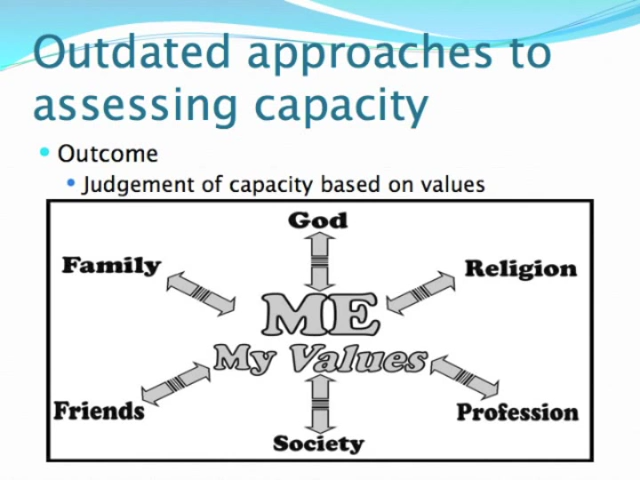 Outdated approaches to
assessing capacity
Outcome
Judgement of capacity based on values
God
Family
Religion
ME
My Values
Friends
Profession
Society